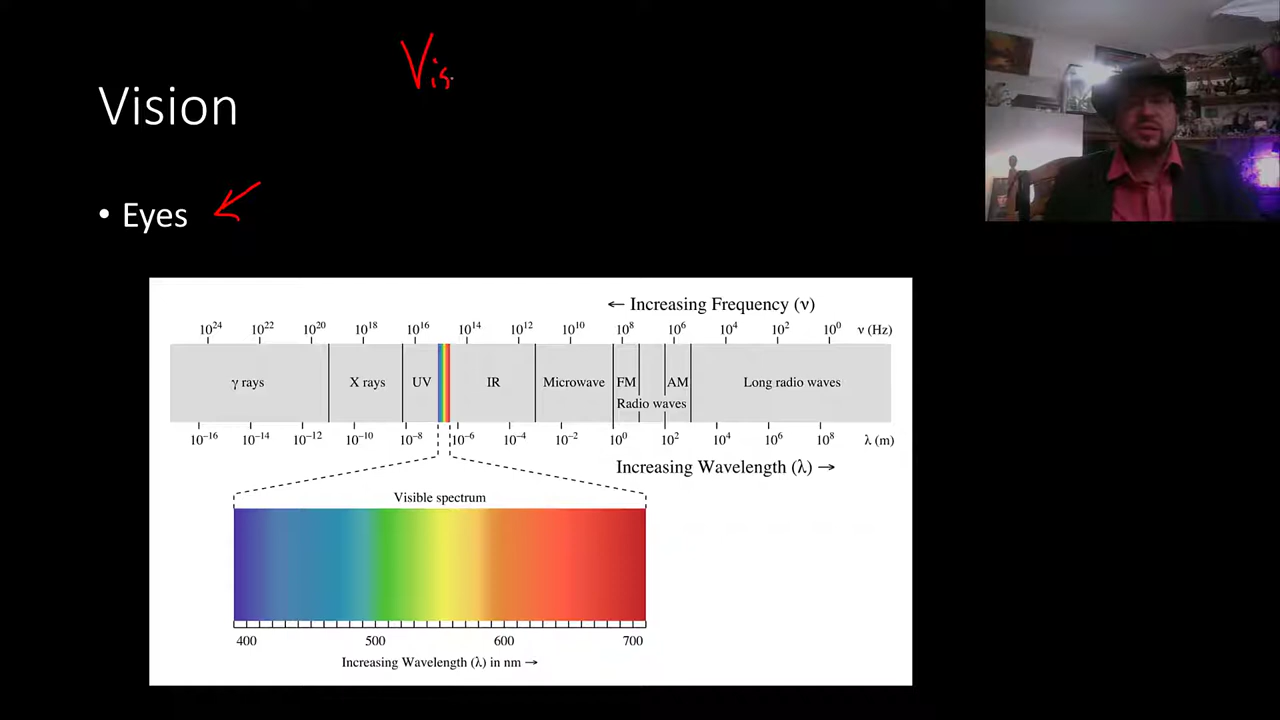 Vis
Vision
• Eyes
← Increasing Frequency (ν)
10²⁴ 10²² 10²⁰ 10¹⁸ 10¹⁶ 10¹⁴ 10¹² 10¹⁰ 10⁸ 10⁶ 10⁴ 10² 10⁰ ν (Hz)
γ rays X rays UV IR Microwave FM AM Long radio waves
Radio waves
10⁻¹⁶ 10⁻¹⁴ 10⁻¹² 10⁻¹⁰ 10⁻⁸ 10⁻⁶ 10⁻⁴ 10⁻² 10⁰ 10² 10⁴ 10⁶ 10⁸ λ (m)
Increasing Wavelength (λ) →
Visible spectrum
400 500 600 700
Increasing Wavelength (λ) in nm →